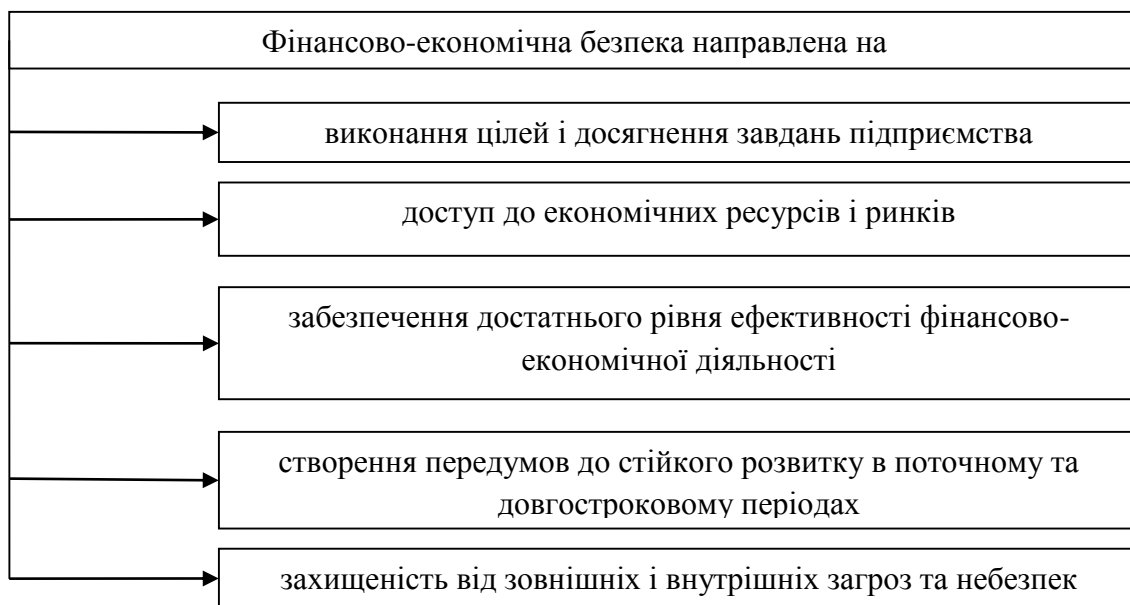 Фінансово-економічна безпека направлена на
виконання цілей і досягнення завдань підприємства
доступ до економічних ресурсів і ринків
забезпечення достатнього рівня ефективності фінансово-
економічної діяльності
створення передумов до стійкого розвитку в поточному та
довгостроковому періодах
захищеність від зовнішніх і внутрішніх загроз та небезпек